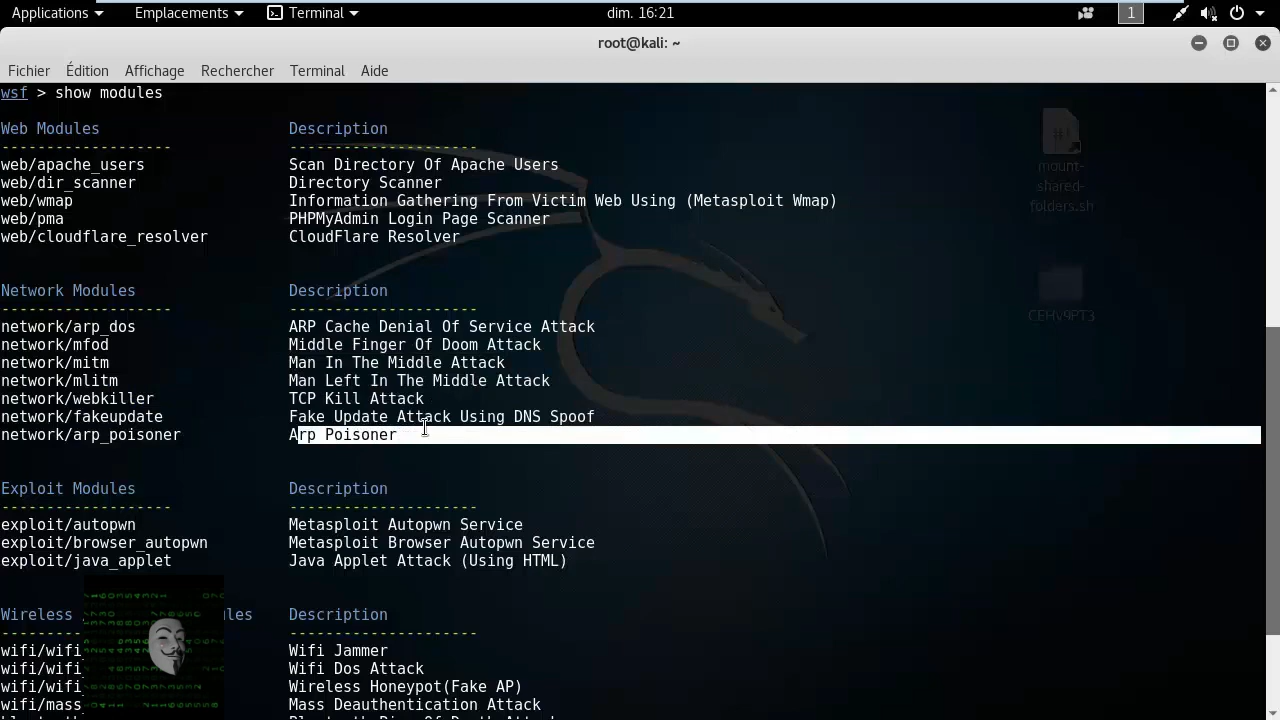 Applications Emplacements Terminal dim. 16:21 1
root@kali: ~
Fichier Édition Affichage Rechercher Terminal Aide
wsf > show modules
Web Modules Description
------------------- ---------------------
web/apache_users Scan Directory Of Apache Users
web/dir_scanner Directory Scanner
web/wmap Information Gathering From Victim Web Using (Metasploit Wmap)
web/pma PHPMyAdmin Login Page Scanner
web/cloudflare_resolver CloudFlare Resolver
mount-
shared-
folders.sh
Network Modules Description
------------------- ---------------------
network/arp_dos ARP Cache Denial Of Service Attack
network/mfod Middle Finger Of Doom Attack
network/mitm Man In The Middle Attack
network/mlitm Man Left In The Middle Attack
network/webkiller TCP Kill Attack
network/fakeupdate Fake Update Attack Using DNS Spoof
network/arp_poisoner Arp Poisoner
CEHV9PT3
Exploit Modules Description
------------------- ---------------------
exploit/autopwn Metasploit Autopwn Service
exploit/browser_autopwn Metasploit Browser Autopwn Service
exploit/java_applet Java Applet Attack (Using HTML)
Wireless Description
--------- ---------------------
wifi/wifi Wifi Jammer
wifi/wifi Wifi Dos Attack
wifi/wifi Wireless Honeypot(Fake AP)
wifi/mass Mass Deauthentication Attack